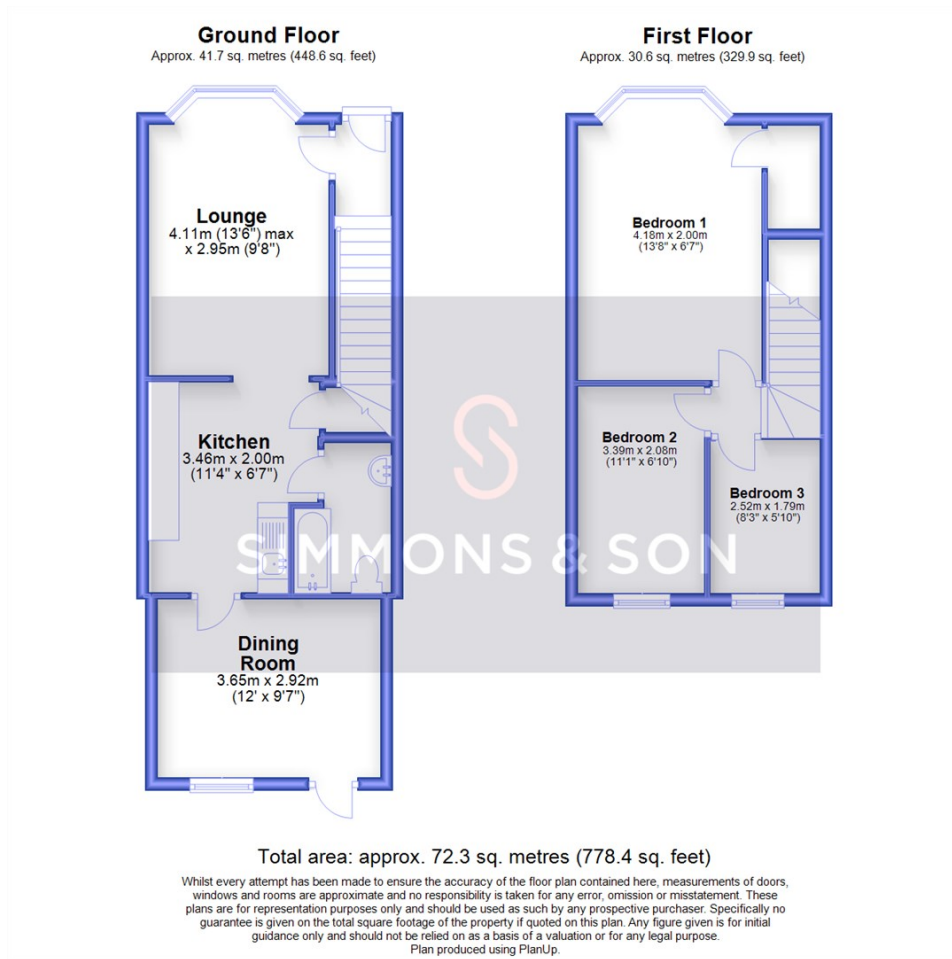 Ground Floor
Approx. 41.7 sq. metres (448.6 sq. feet)
First Floor
Approx. 30.6 sq. metres (329.9 sq. feet)
Lounge
4.11m (13'6") max
x 2.95m (9'8")
Bedroom 1
4.18m x 2.00m
(13'8" x 6'7")
Kitchen
3.46m x 2.00m
(11'4" x 6'7")
Bedroom 2
3.39m x 2.08m
(11'1" x 6'10")
Bedroom 3
2.52m x 1.79m
(8'3" x 5'10")
SIMMONS & SON
Dining
Room
3.65m x 2.92m
(12' x 9'7")
Total area: approx. 72.3 sq. metres (778.4 sq. feet)
Whilst every attempt has been made to ensure the accuracy of the floor plan contained here, measurements of doors,
windows and rooms are approximate and no responsibility is taken for any error, omission or misstatement. These
plans are for representation purposes only and should be used as such by any prospective purchaser. Specifically no
guarantee is given on the total square footage of the property if quoted on this plan. Any figure given is for initial
guidance only and should not be relied on as a basis of a valuation or for any legal purpose.
Plan produced using PlanUp.